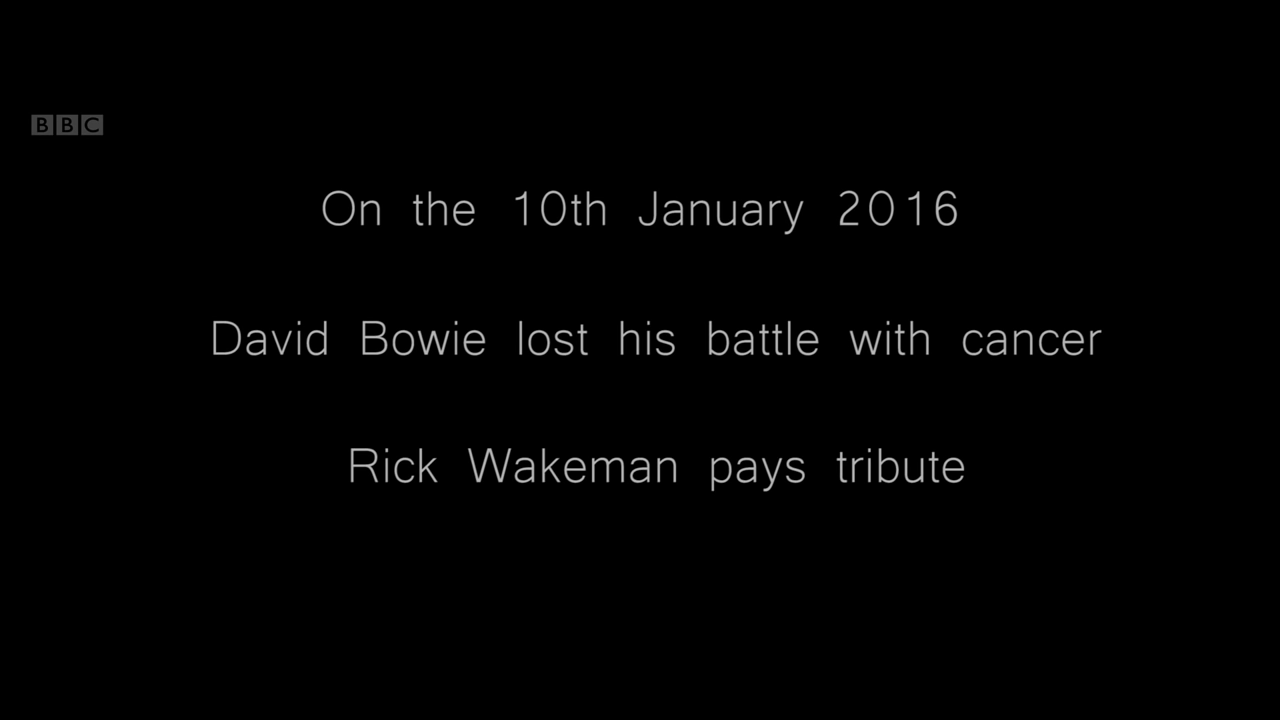 BBC
On the 10th January 2016
David Bowie lost his battle with cancer
Rick Wakeman pays tribute